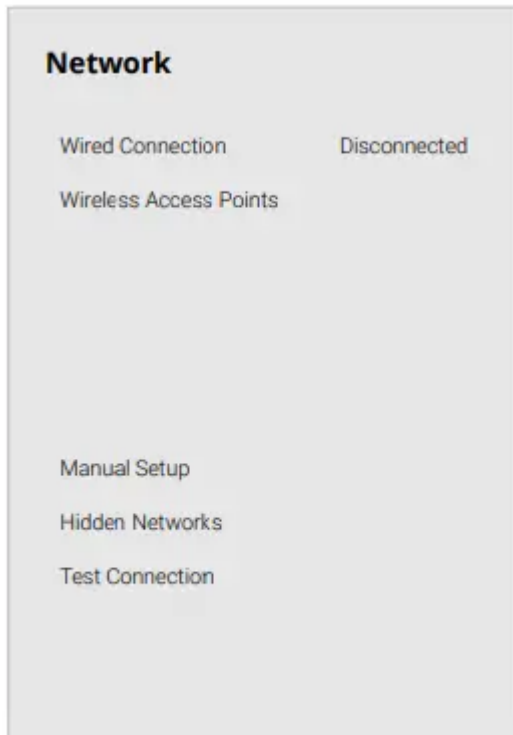 Network
Wired Connection Disconnected
Wireless Access Points
Manual Setup
Hidden Networks
Test Connection